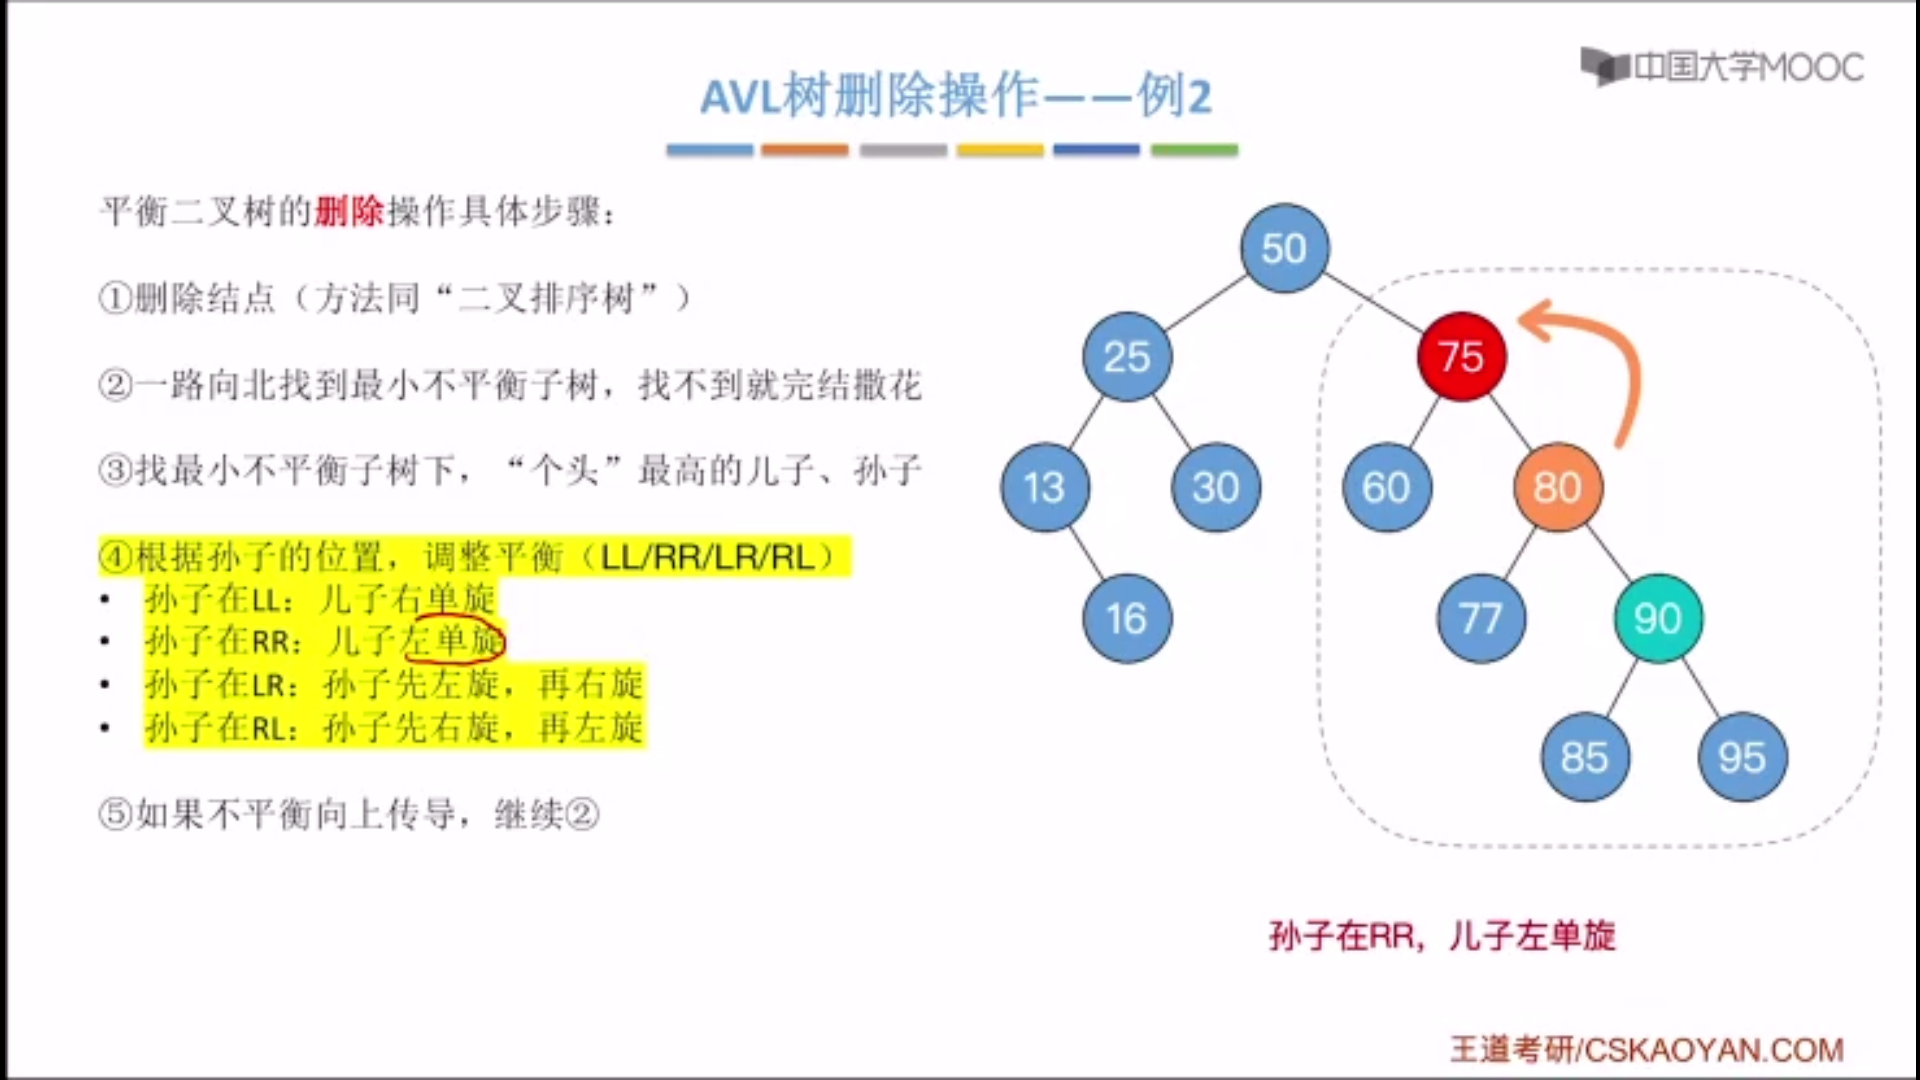 中国大学MOOC
AVL树删除操作——例2
平衡二叉树的删除操作具体步骤：
①删除结点（方法同“二叉排序树”）
②一路向北找到最小不平衡子树，找不到就完结撒花
③找最小不平衡子树下，“个头”最高的儿子、孙子
④根据孙子的位置，调整平衡（LL/RR/LR/RL）
• 孙子在LL：儿子右单旋
• 孙子在RR：儿子左单旋
• 孙子在LR：孙子先左旋，再右旋
• 孙子在RL：孙子先右旋，再左旋
⑤如果不平衡向上传导，继续②
50
25 75
13 30 60 80
16 77 90
85 95
孙子在RR，儿子左单旋
王道考研/CSKAOYAN.COM